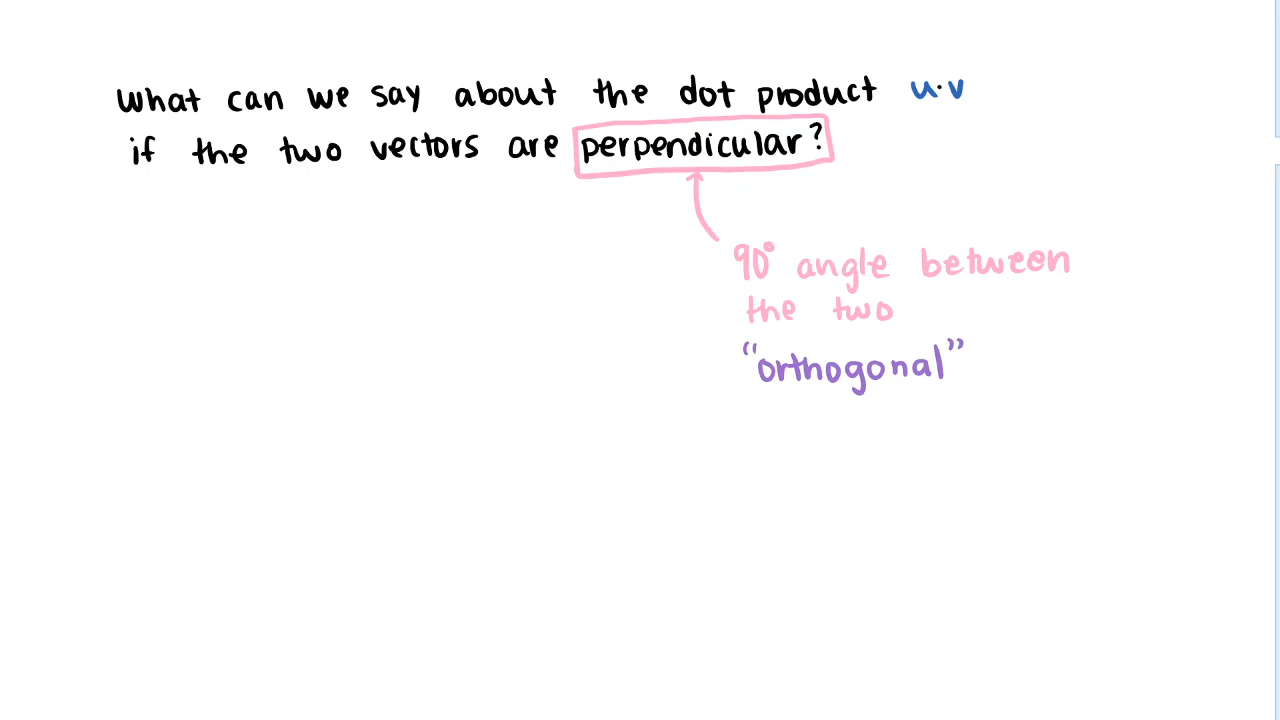 What can we say about the dot product u·v
if the two vectors are perpendicular?
90° angle between
the two
"orthogonal"